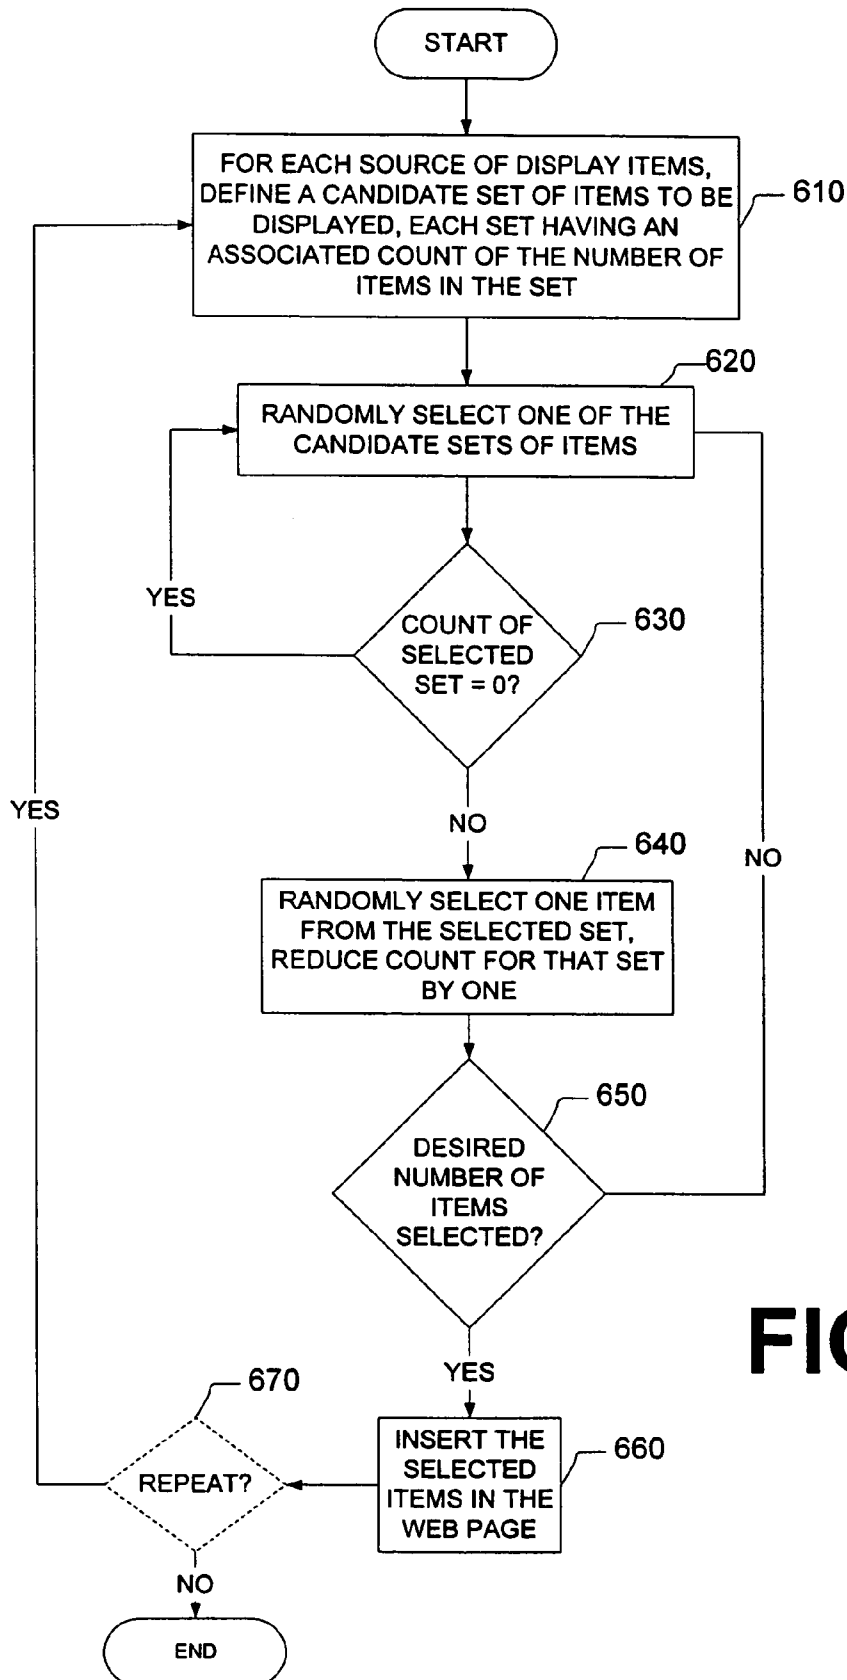 START
FOR EACH SOURCE OF DISPLAY ITEMS,
DEFINE A CANDIDATE SET OF ITEMS TO BE
DISPLAYED, EACH SET HAVING AN
ASSOCIATED COUNT OF THE NUMBER OF
ITEMS IN THE SET
610
620
RANDOMLY SELECT ONE OF THE
CANDIDATE SETS OF ITEMS
YES
COUNT OF
SELECTED
SET = 0?
630
YES
NO
NO
640
RANDOMLY SELECT ONE ITEM
FROM THE SELECTED SET,
REDUCE COUNT FOR THAT SET
BY ONE
650
DESIRED
NUMBER OF
ITEMS
SELECTED?
YES
670
REPEAT?
INSERT THE
SELECTED
ITEMS IN THE
WEB PAGE
660
NO
END